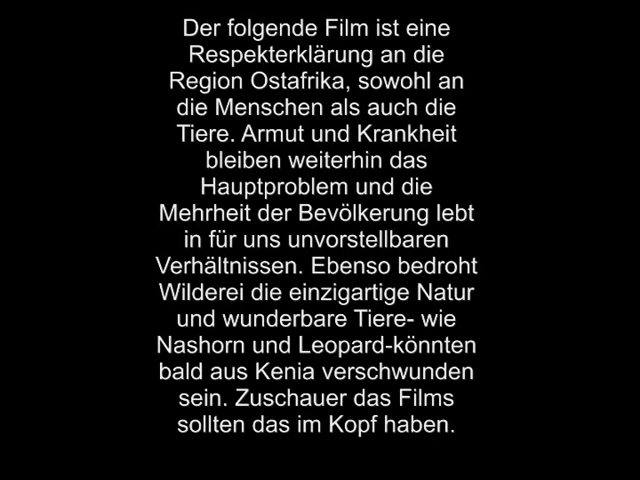 Der folgende Film ist eine
Respekterklärung an die
Region Ostafrika, sowohl an
die Menschen als auch die
Tiere. Armut und Krankheit
bleiben weiterhin das
Hauptproblem und die
Mehrheit der Bevölkerung lebt
in für uns unvorstellbaren
Verhältnissen. Ebenso bedroht
Wilderei die einzigartige Natur
und wunderbare Tiere- wie
Nashorn und Leopard-könnten
bald aus Kenia verschwunden
sein. Zuschauer das Films
sollten das im Kopf haben.